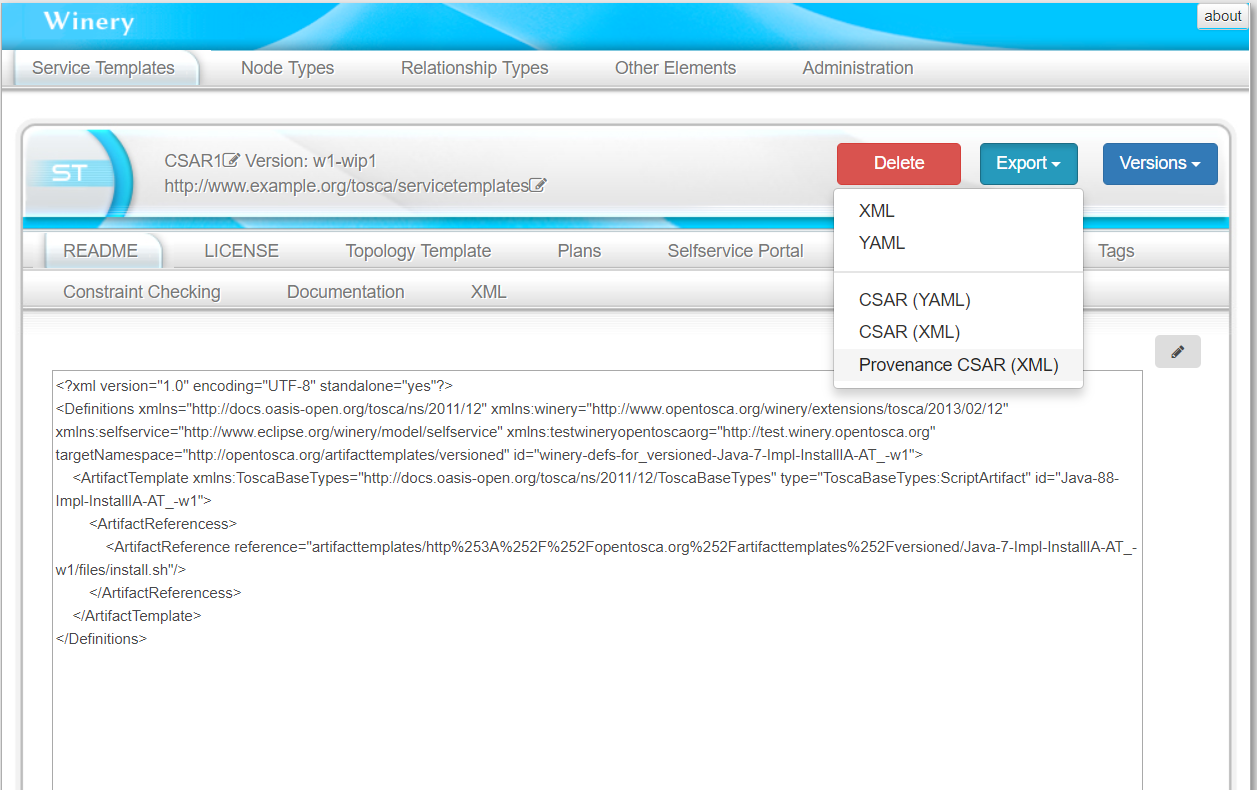 Winery
about
Service Templates Node Types Relationship Types Other Elements Administration
ST
CSAR1 Version: w1-wip1
http://www.example.org/tosca/servicetemplates
Delete Export Versions
XML
YAML
CSAR (YAML)
CSAR (XML)
Provenance CSAR (XML)
README LICENSE Topology Template Plans Selfservice Portal Tags
Constraint Checking Documentation XML
<?xml version="1.0" encoding="UTF-8" standalone="yes"?>
<Definitions xmlns="http://docs.oasis-open.org/tosca/ns/2011/12" xmlns:winery="http://www.opentosca.org/winery/extensions/tosca/2013/02/12"
xmlns:selfservice="http://www.eclipse.org/winery/model/selfservice" xmlns:testwineryopentoscaorg="http://test.winery.opentosca.org"
targetNamespace="http://opentosca.org/artifacttemplates/versioned" id="winery-defs-for_versioned-Java-7-Impl-InstallIA-AT_-w1">
<ArtifactTemplate xmlns:ToscaBaseTypes="http://docs.oasis-open.org/tosca/ns/2011/12/ToscaBaseTypes" type="ToscaBaseTypes:ScriptArtifact" id="Java-88-
Impl-InstallIA-AT_-w1">
<ArtifactReferencess>
<ArtifactReference reference="artifacttemplates/http%253A%252F%252Fopentosca.org%252Fartifacttemplates%252Fversioned/Java-7-Impl-InstallIA-AT_-
w1/files/install.sh"/>
</ArtifactReferencess>
</ArtifactTemplate>
</Definitions>